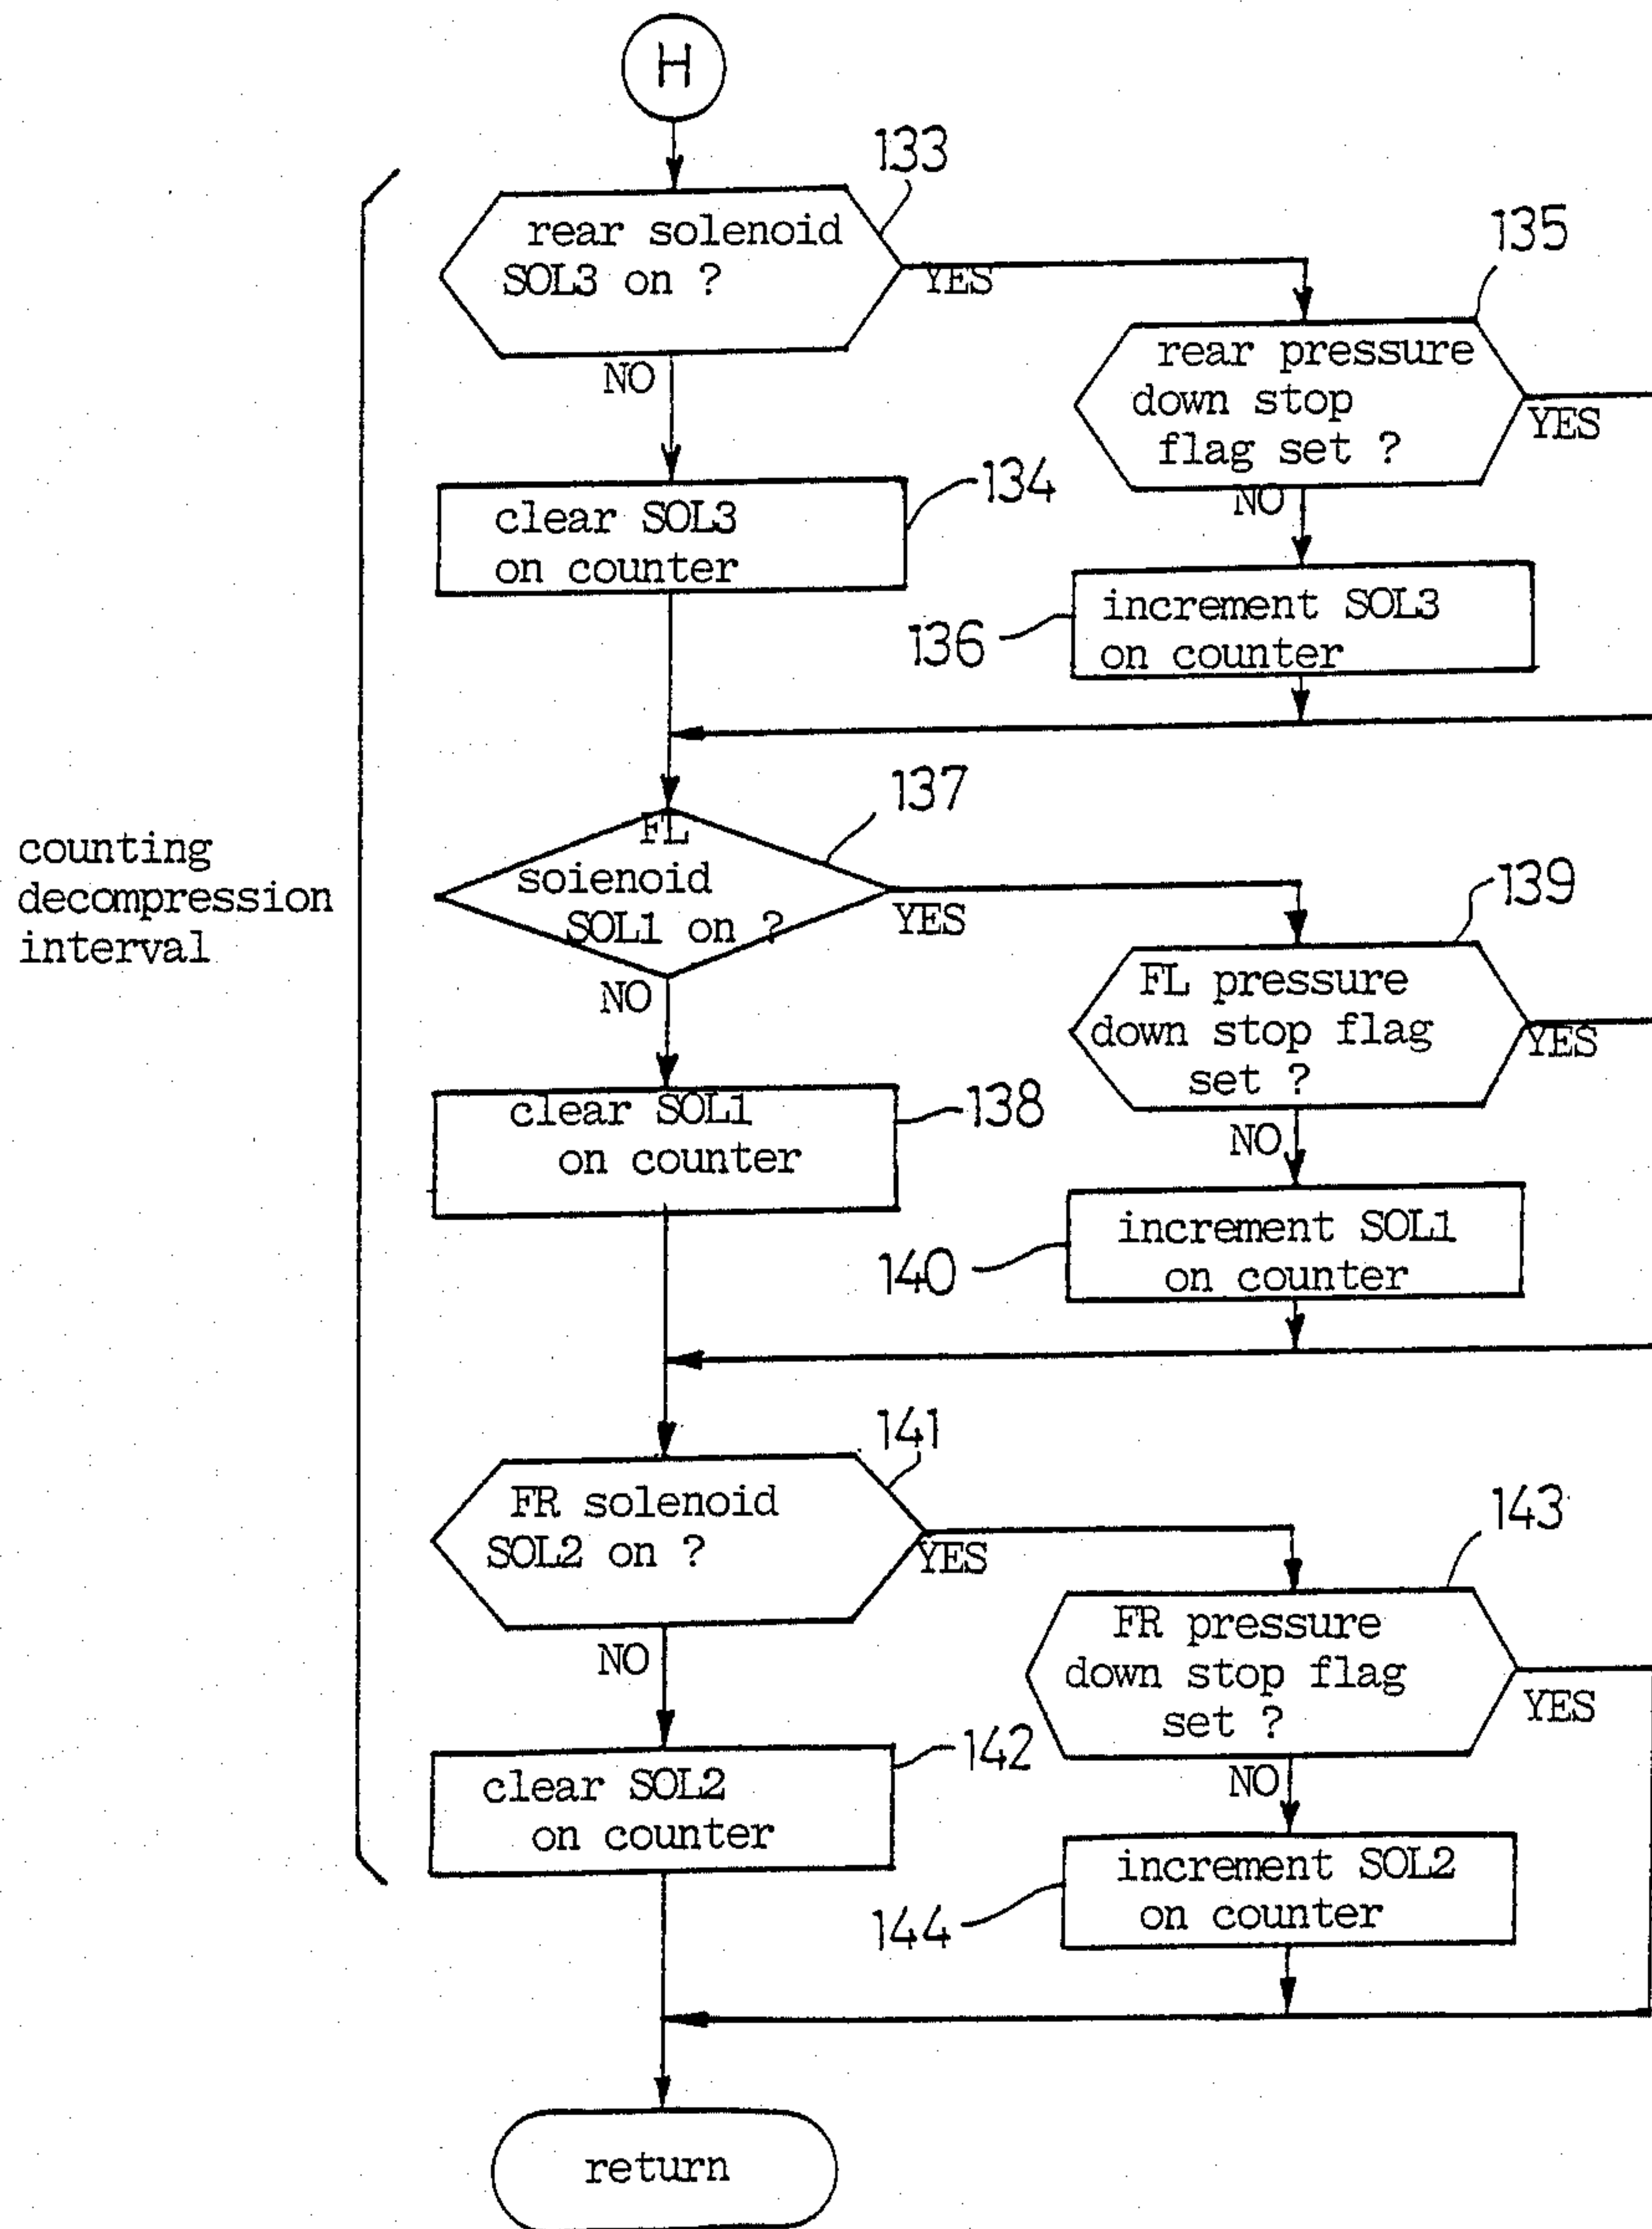 H
133
rear solenoid
SOL3 on ?
YES
NO
135
rear pressure
down stop
flag set ?
YES
NO
134
clear SOL3
on counter
136
increment SOL3
on counter
137
FL
soienoid
SOL1 on ?
YES
NO
counting
decompression
interval
139
FL pressure
down stop flag
set ?
YES
NO
138
clear SOL1
on counter
140
increment SOL1
on counter
141
FR solenoid
SOL2 on ?
YES
NO
143
FR pressure
down stop flag
set ?
YES
NO
142
clear SOL2
on counter
144
increment SOL2
on counter
return